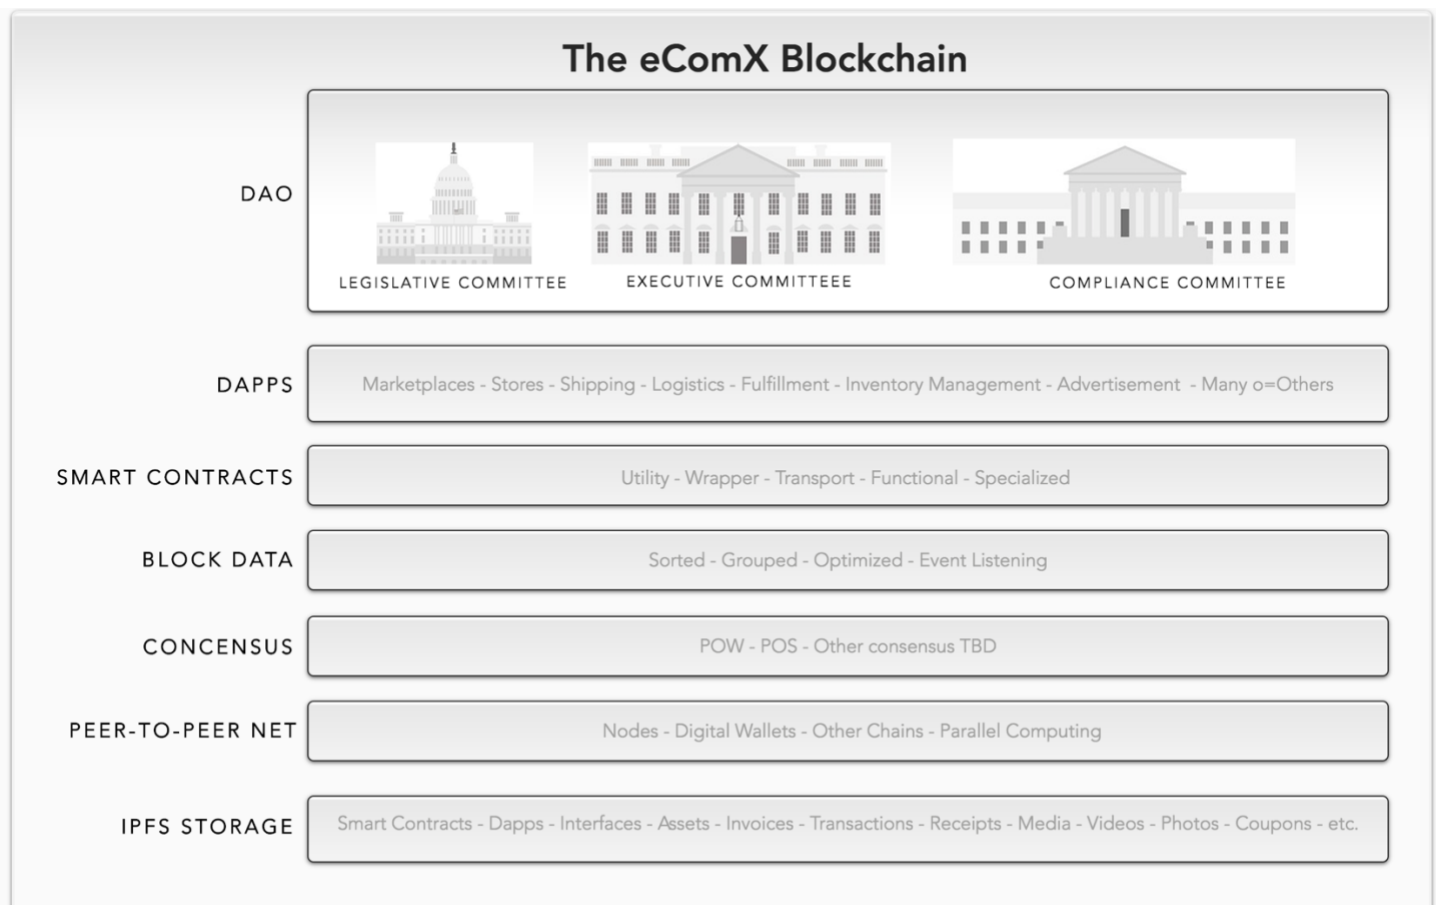 The eComX Blockchain
DAO
LEGISLATIVE COMMITTEE
EXECUTIVE COMMITTEEE
COMPLIANCE COMMITTEE
DAPPS
Marketplaces - Stores - Shipping - Logistics - Fulfillment - Inventory Management - Advertisement - Many o=Others
SMART CONTRACTS
Utility - Wrapper - Transport - Functional - Specialized
BLOCK DATA
Sorted - Grouped - Optimized - Event Listening
CONCENSUS
POW - POS - Other consensus TBD
PEER-TO-PEER NET
Nodes - Digital Wallets - Other Chains - Parallel Computing
IPFS STORAGE
Smart Contracts - Dapps - Interfaces - Assets - Invoices - Transactions - Receipts - Media - Videos - Photos - Coupons - etc.